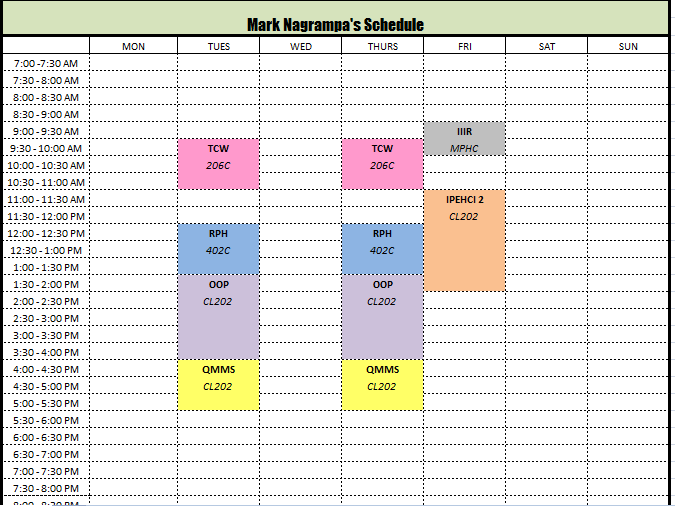 Mark Nagrampa's Schedule
MON TUES WED THURS FRI SAT SUN
7:00 -7:30 AM
7:30 - 8:00 AM
8:00 - 8:30 AM
8:30 - 9:00 AM
9:00 - 9:30 AM IIIR
9:30 - 10:00 AM TCW TCW MPHC
10:00 - 10:30 AM 206C 206C
10:30 - 11:00 AM
11:00 - 11:30 AM IPEHCI 2
11:30 - 12:00 PM CL202
12:00 - 12:30 PM RPH RPH
12:30 - 1:00 PM 402C 402C
1:00 - 1:30 PM
1:30 - 2:00 PM OOP OOP
2:00 - 2:30 PM CL202 CL202
2:30 - 3:00 PM
3:00 - 3:30 PM
3:30 - 4:00 PM
4:00 - 4:30 PM QMMS QMMS
4:30 - 5:00 PM CL202 CL202
5:00 - 5:30 PM
5:30 - 6:00 PM
6:00 - 6:30 PM
6:30 - 7:00 PM
7:00 - 7:30 PM
7:30 - 8:00 PM